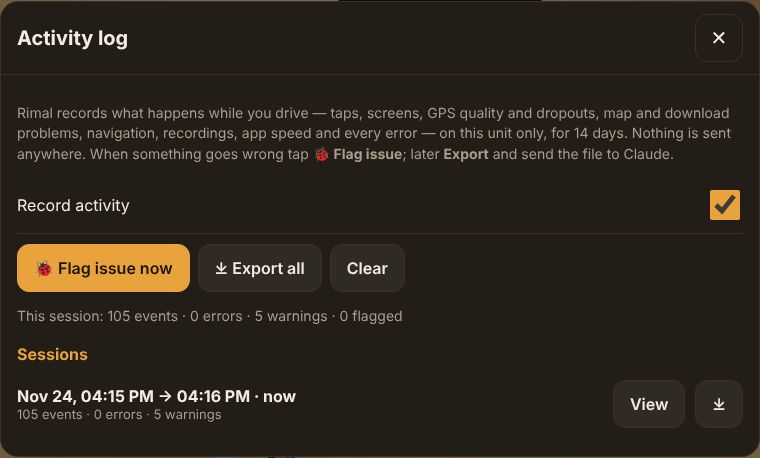 Activity log
Rimal records what happens while you drive — taps, screens, GPS quality and dropouts, map and download
problems, navigation, recordings, app speed and every error — on this unit only, for 14 days. Nothing is sent
anywhere. When something goes wrong tap 🐞 Flag issue; later Export and send the file to Claude.
Record activity
🐞 Flag issue now
Export all
Clear
This session: 105 events · 0 errors · 5 warnings · 0 flagged
Sessions
Nov 24, 04:15 PM → 04:16 PM · now
View
105 events · 0 errors · 5 warnings